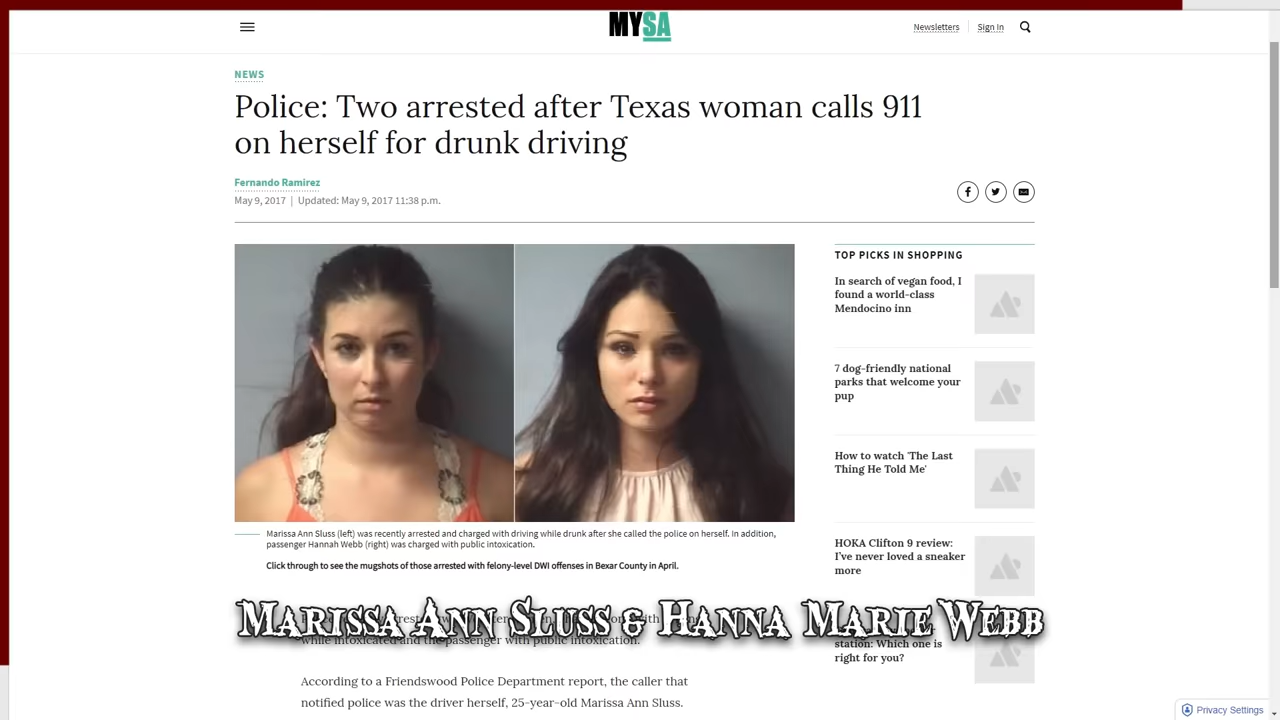 MYSA
Newsletters
Sign In
NEWS
Police: Two arrested after Texas woman calls 911
on herself for drunk driving
Fernando Ramirez
May 9, 2017 | Updated: May 9, 2017 11:38 p.m.
TOP PICKS IN SHOPPING
In search of vegan food, I
found a world-class
Mendocino inn
7 dog-friendly national
parks that welcome your
pup
How to watch 'The Last
Thing He Told Me'
HOKA Clifton 9 review:
I've never loved a sneaker
more
station: Which one is
right for you?
Marissa Ann Sluss (left) was recently arrested and charged with driving while drunk after she called the police on herself. In addition,
passenger Hannah Webb (right) was charged with public intoxication.
Click through to see the mugshots of those arrested with felony-level DWI offenses in Bexar County in April.
Marissa Ann Sluss & Hanna Marie Webb
while intoxicated and the passenger with public intoxication.
According to a Friendswood Police Department report, the caller that
notified police was the driver herself, 25-year-old Marissa Ann Sluss.
Privacy Settings